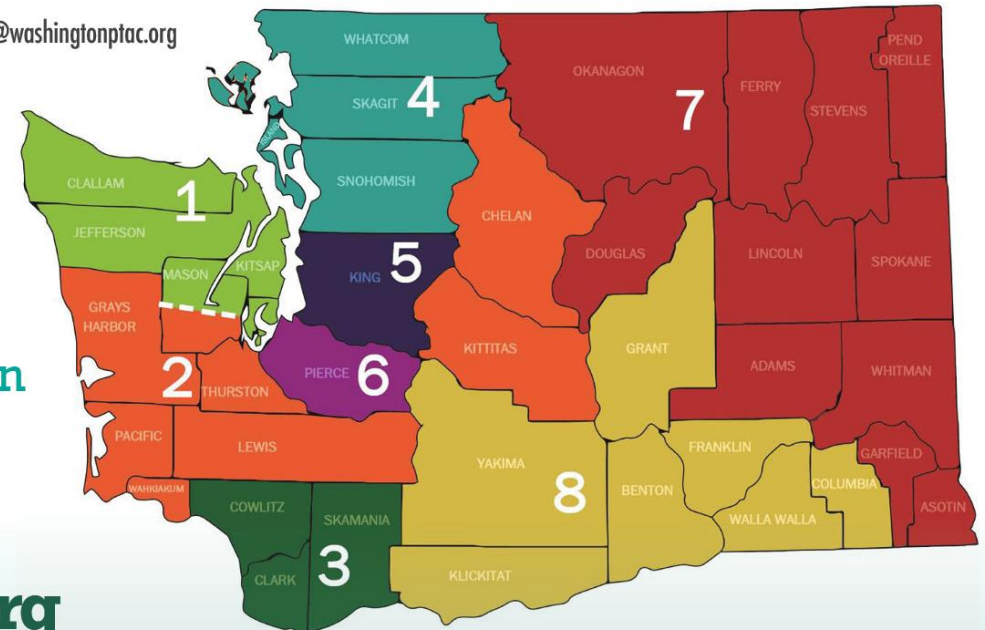 @washingtonptac.org
WHATCOM
SKAGIT
4
ISLAND
SNOHOMISH
OKANAGON
7
FERRY
STEVENS
PEND
OREILLE
CLALLAM
1
JEFFERSON
MASON
KITSAP
KING
5
CHELAN
DOUGLAS
LINCOLN
SPOKANE
GRAYS
HARBOR
2
THURSTON
PIERCE
6
KITTITAS
GRANT
ADAMS
WHITMAN
n
PACIFIC
LEWIS
WAHKIAKUM
YAKIMA
8
BENTON
FRANKLIN
WALLA WALLA
COLUMBIA
GARFIELD
ASOTIN
COWLITZ
SKAMANIA
3
CLARK
KLICKITAT
rg